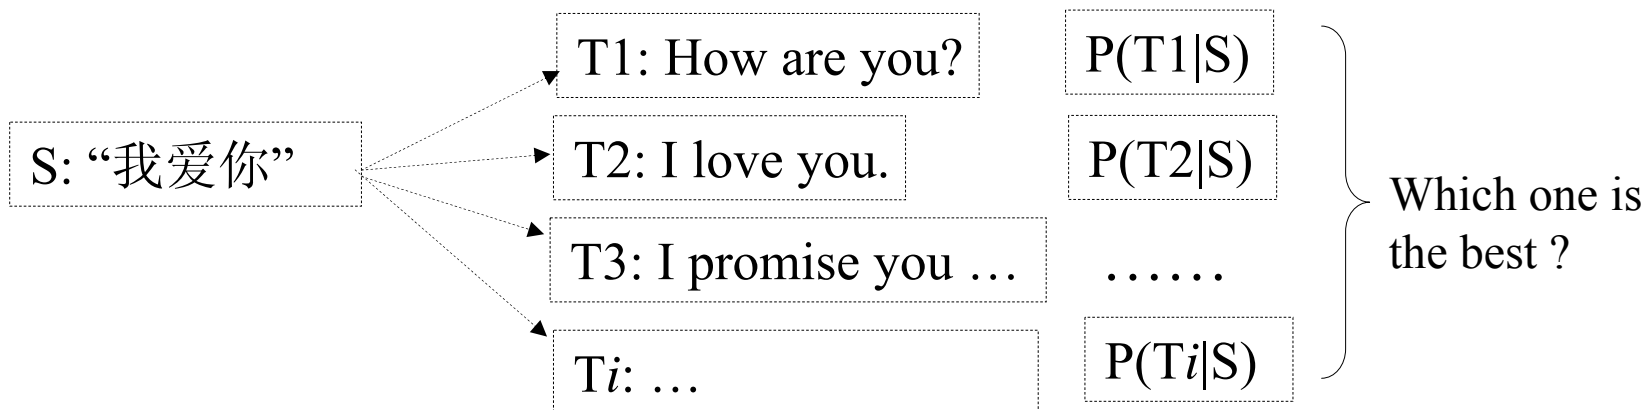 T1: How are you?
P(T1|S)
S: “我爱你”
T2: I love you.
P(T2|S)
Which one is
the best ?
T3: I promise you …
……
Ti: …
P(Ti|S)